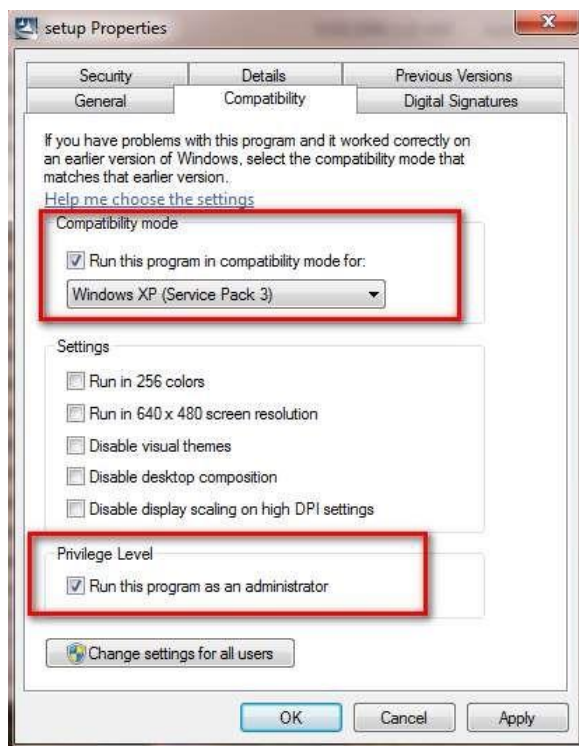 setup Properties
Security
Details
Previous Versions
General
Compatibility
Digital Signatures
If you have problems with this program and it worked correctly on
an earlier version of Windows, select the compatibility mode that
matches that earlier version.
Help me choose the settings
Compatibility mode
Run this program in compatibility mode for:
Windows XP (Service Pack 3)
Settings
Run in 256 colors
Run in 640 x 480 screen resolution
Disable visual themes
Disable desktop composition
Disable display scaling on high DPI settings
Privilege Level
Run this program as an administrator
Change settings for all users
OK
Cancel
Apply